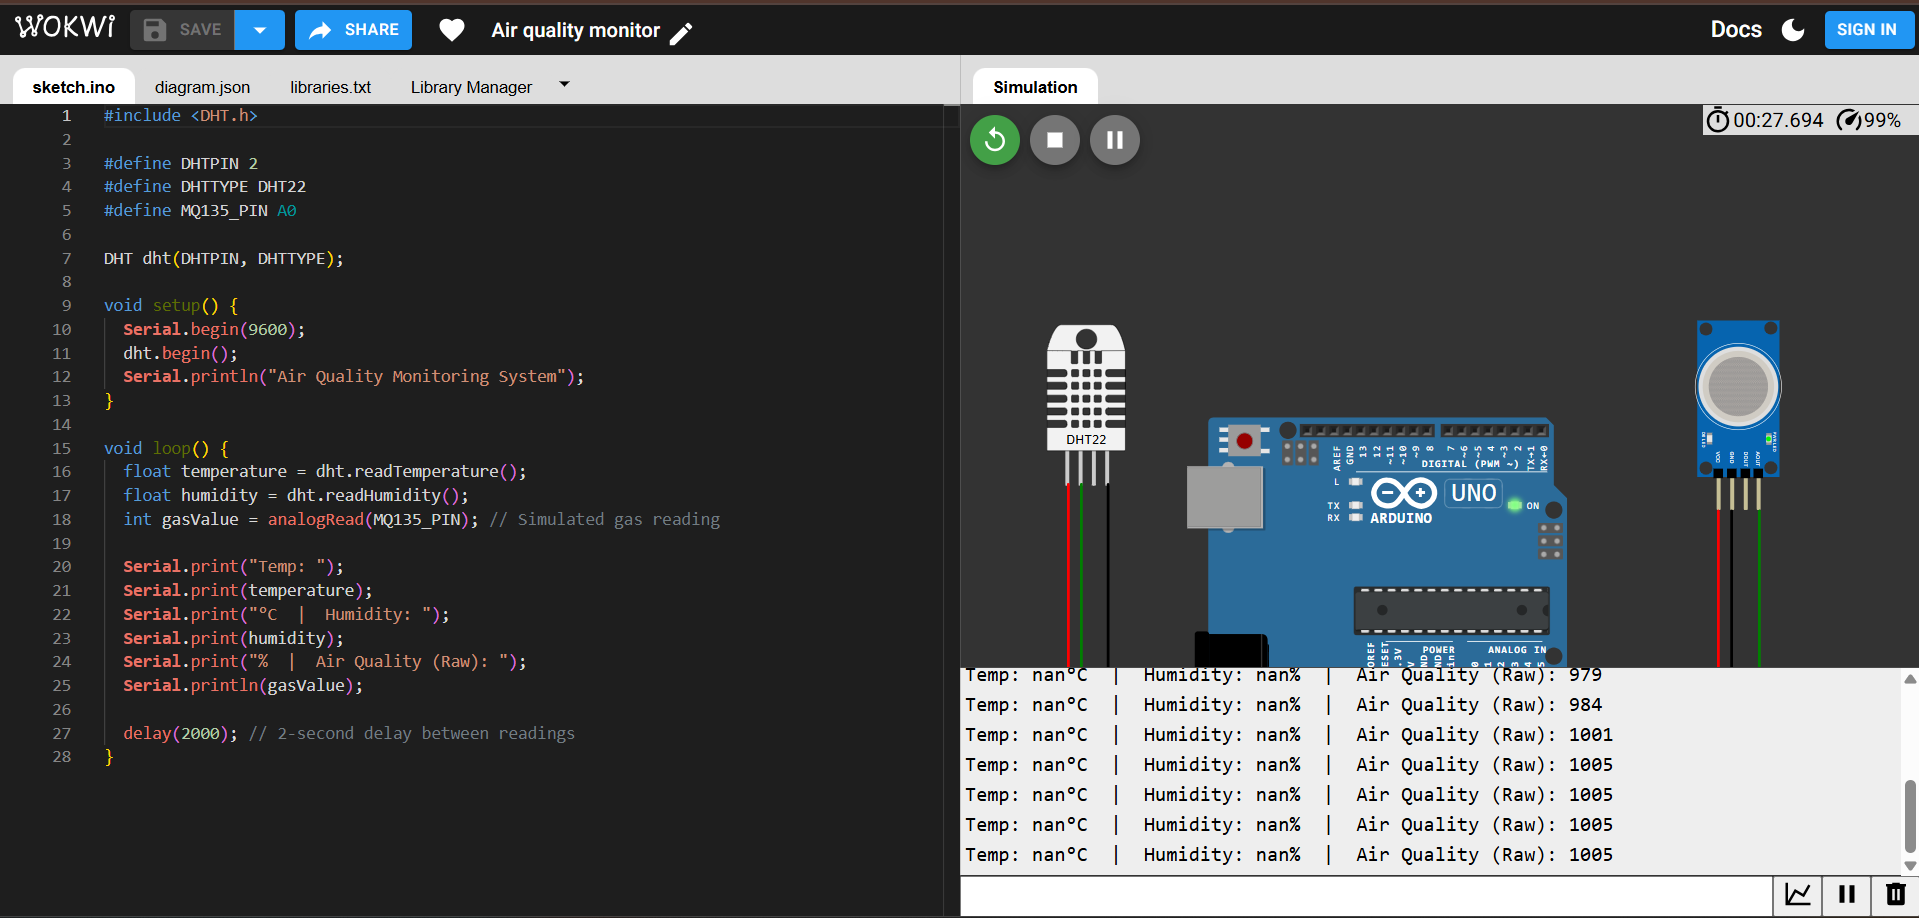 WOKWI
SAVE
SHARE
Air quality monitor
Docs
SIGN IN
sketch.ino
diagram.json
libraries.txt
Library Manager
Simulation
1 #include <DHT.h>
2
3 #define DHTPIN 2
4 #define DHTTYPE DHT22
5 #define MQ135_PIN A0
6
7 DHT dht(DHTPIN, DHTTYPE);
8
9 void setup() {
10 Serial.begin(9600);
11 dht.begin();
12 Serial.println("Air Quality Monitoring System");
13 }
14
15 void loop() {
16 float temperature = dht.readTemperature();
17 float humidity = dht.readHumidity();
18 int gasValue = analogRead(MQ135_PIN); // Simulated gas reading
19
20 Serial.print("Temp: ");
21 Serial.print(temperature);
22 Serial.print("°C  |  Humidity: ");
23 Serial.print(humidity);
24 Serial.print("%  |  Air Quality (Raw): ");
25 Serial.println(gasValue);
26
27 delay(2000); // 2-second delay between readings
28 }
00:27.694
99%
DHT22
AREF
GND
13
12
~11
~10
~9
8
7
~6
~5
4
~3
2
TX→1
RX←0
DIGITAL (PWM ~)
L
TX
RX
UNO
ARDUINO
ON
VCC
GND
DOUT
AOUT
POWER
ANALOG IN
Temp: nan°C  |  Humidity: nan%  |  Air Quality (Raw): 979
Temp: nan°C  |  Humidity: nan%  |  Air Quality (Raw): 984
Temp: nan°C  |  Humidity: nan%  |  Air Quality (Raw): 1001
Temp: nan°C  |  Humidity: nan%  |  Air Quality (Raw): 1005
Temp: nan°C  |  Humidity: nan%  |  Air Quality (Raw): 1005
Temp: nan°C  |  Humidity: nan%  |  Air Quality (Raw): 1005
Temp: nan°C  |  Humidity: nan%  |  Air Quality (Raw): 1005